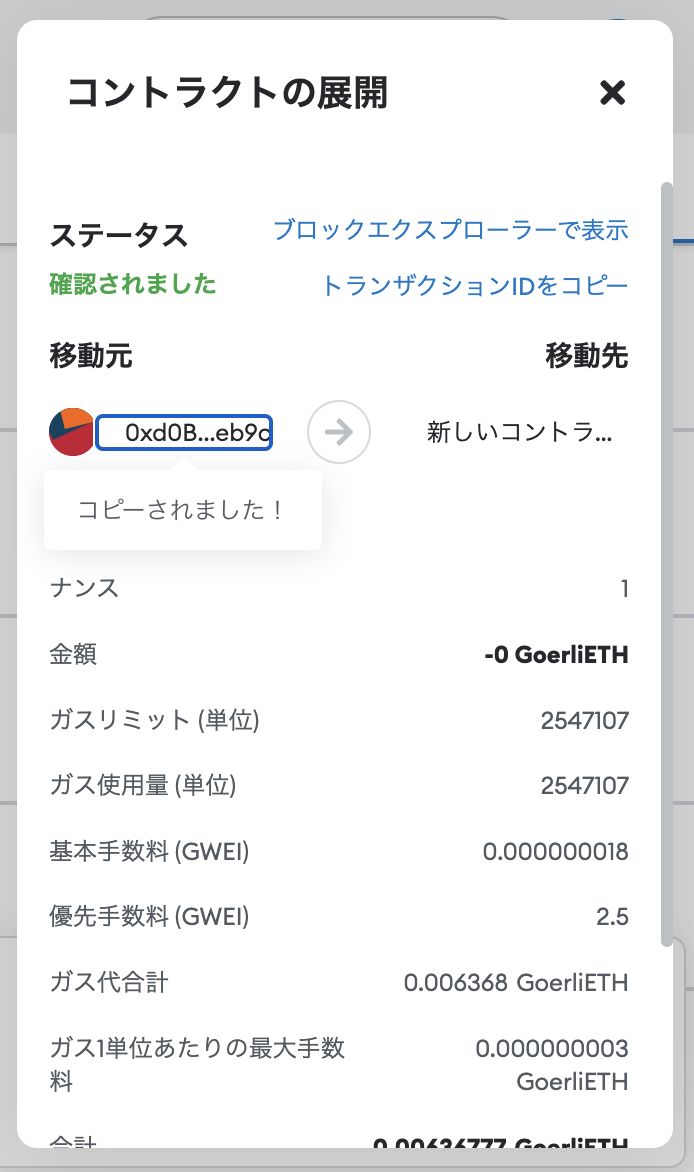 コントラクトの展開
ステータス
ブロックエクスプローラーで表示
確認されました
トランザクションIDをコピー
移動元
移動先
0xd0B...eb9c
新しいコントラ...
コピーされました！
ナンス
1
金額
-0 GoerliETH
ガスリミット (単位)
2547107
ガス使用量 (単位)
2547107
基本手数料 (GWEI)
0.000000018
優先手数料 (GWEI)
2.5
ガス代合計
0.006368 GoerliETH
ガス1単位あたりの最大手数
料
0.000000003
GoerliETH
合計
0.00636777 GoerliETH